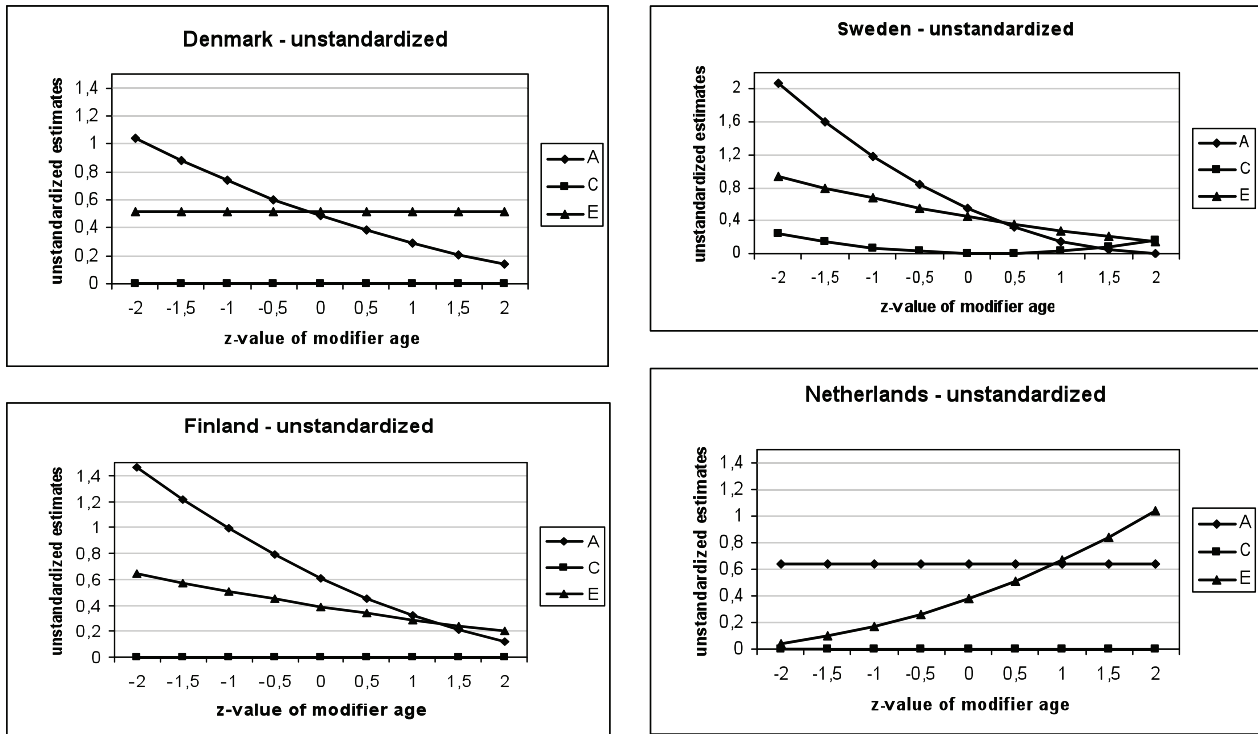 Denmark - unstandardized
unstandardized estimates
1,4
1,2
1
0,8
0,6
0,4
0,2
0
-2 -1,5 -1 -0,5 0 0,5 1 1,5 2
z-value of modifier age
A
C
E
Sweden - unstandardized
unstandardized estimates
2
1,6
1,2
0,8
0,4
0
-2 -1,5 -1 -0,5 0 0,5 1 1,5 2
z-value of modifier age
A
C
E
Finland - unstandardized
unstandardized estimates
1,4
1,2
1
0,8
0,6
0,4
0,2
0
-2 -1,5 -1 -0,5 0 0,5 1 1,5 2
z-value of modifier age
A
C
E
Netherlands - unstandardized
unstandardized estimates
1,4
1,2
1
0,8
0,6
0,4
0,2
0
-2 -1,5 -1 -0,5 0 0,5 1 1,5 2
z-value of modifier age
A
C
E